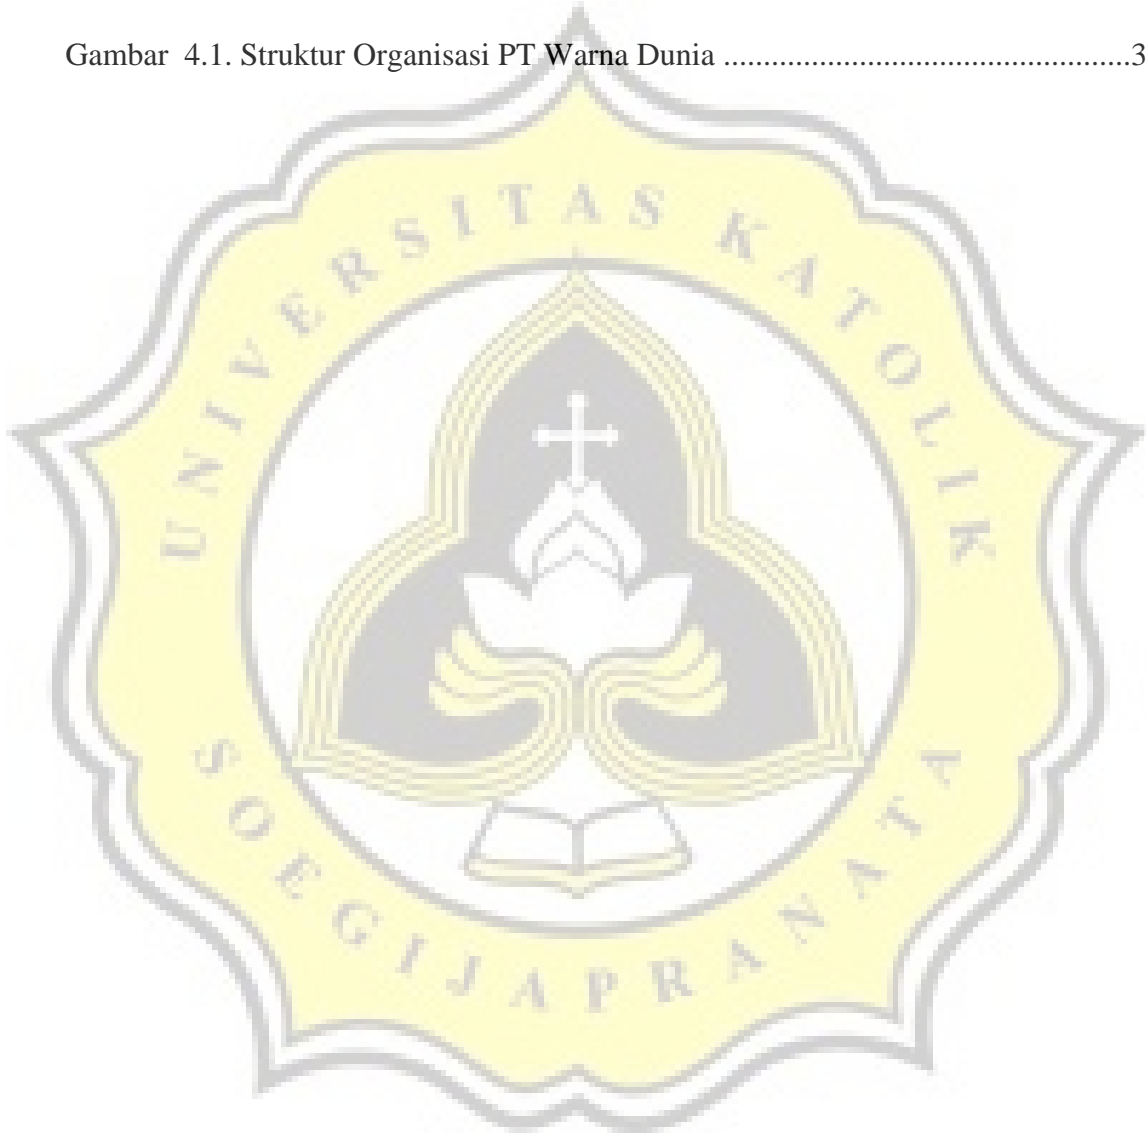 Gambar  4.1. Struktur Organisasi PT Warna Dunia ...................................................3
UNIVERSITAS KATOLIK
SOEGIJAPRANATA